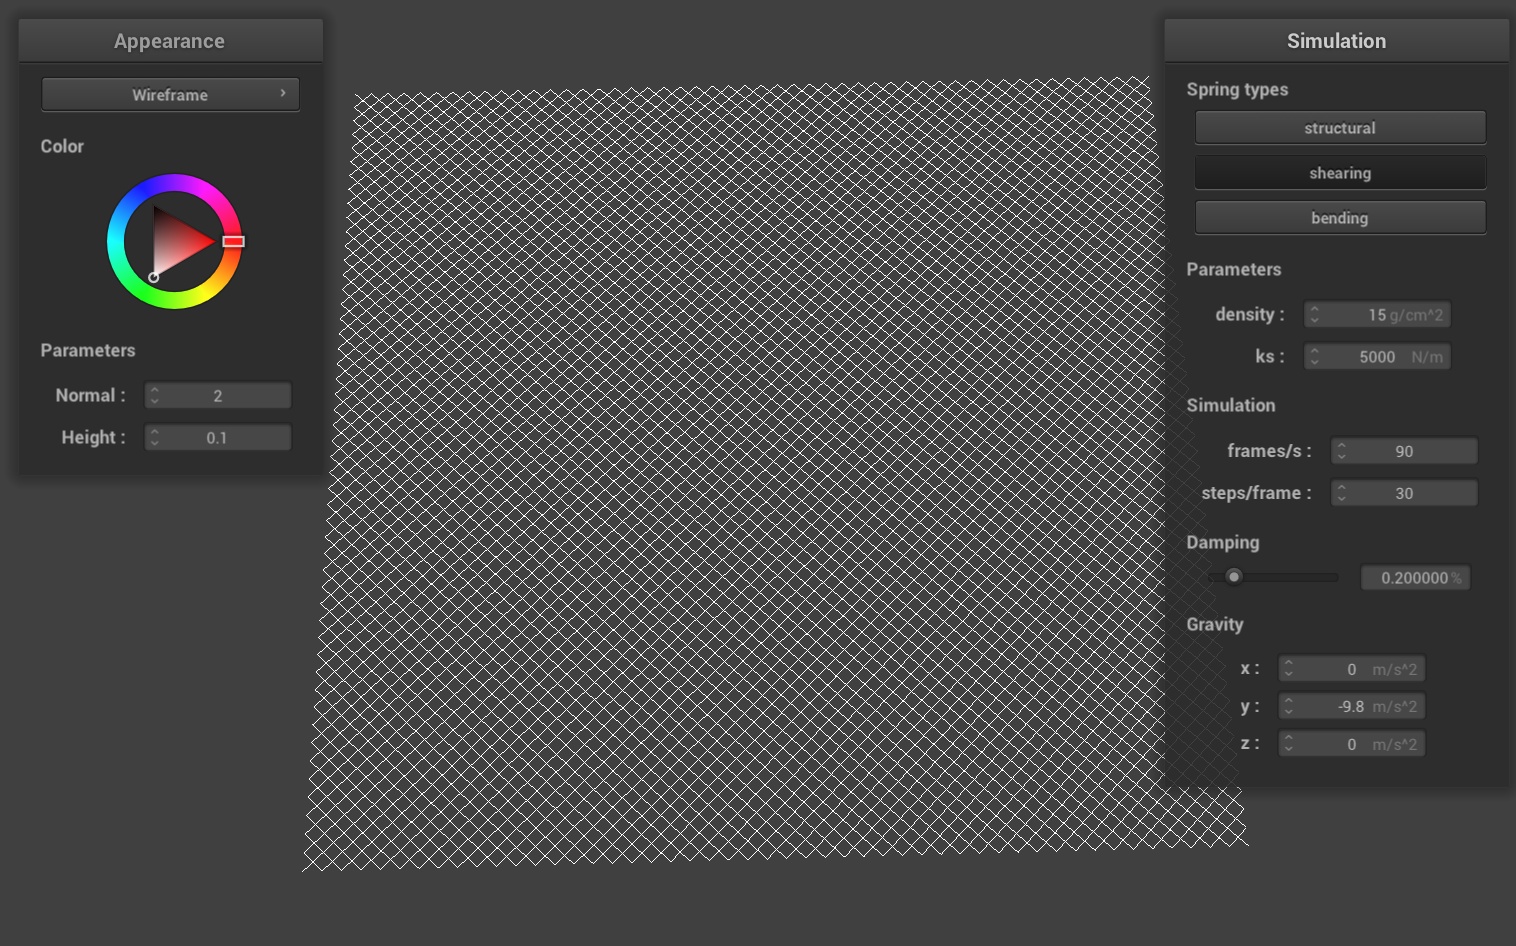 Appearance
Wireframe ›
Color
Parameters
Normal : 2
Height : 0.1
Simulation
Spring types
structural
shearing
bending
Parameters
density : 15 g/cm^2
ks : 5000 N/m
Simulation
frames/s : 90
steps/frame : 30
Damping
0.200000 %
Gravity
x : 0 m/s^2
y : -9.8 m/s^2
z : 0 m/s^2